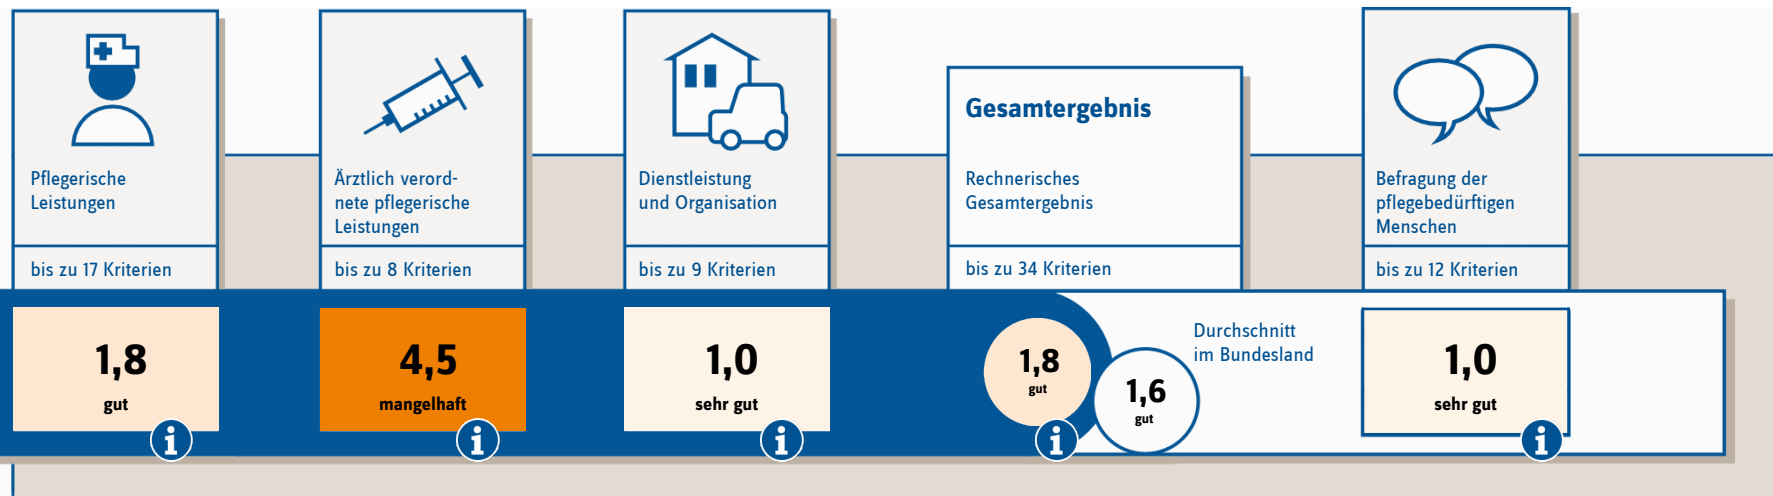 Pflegerische
Leistungen
bis zu 17 Kriterien
1,8
gut
i
Ärztlich verord-
nete pflegerische
Leistungen
bis zu 8 Kriterien
4,5
mangelhaft
i
Dienstleistung
und Organisation
bis zu 9 Kriterien
1,0
sehr gut
i
Gesamtergebnis
Rechnerisches
Gesamtergebnis
bis zu 34 Kriterien
1,8
gut
i
Durchschnitt
im Bundesland
1,6
gut
Befragung der
pflegebedürftigen
Menschen
bis zu 12 Kriterien
1,0
sehr gut
i